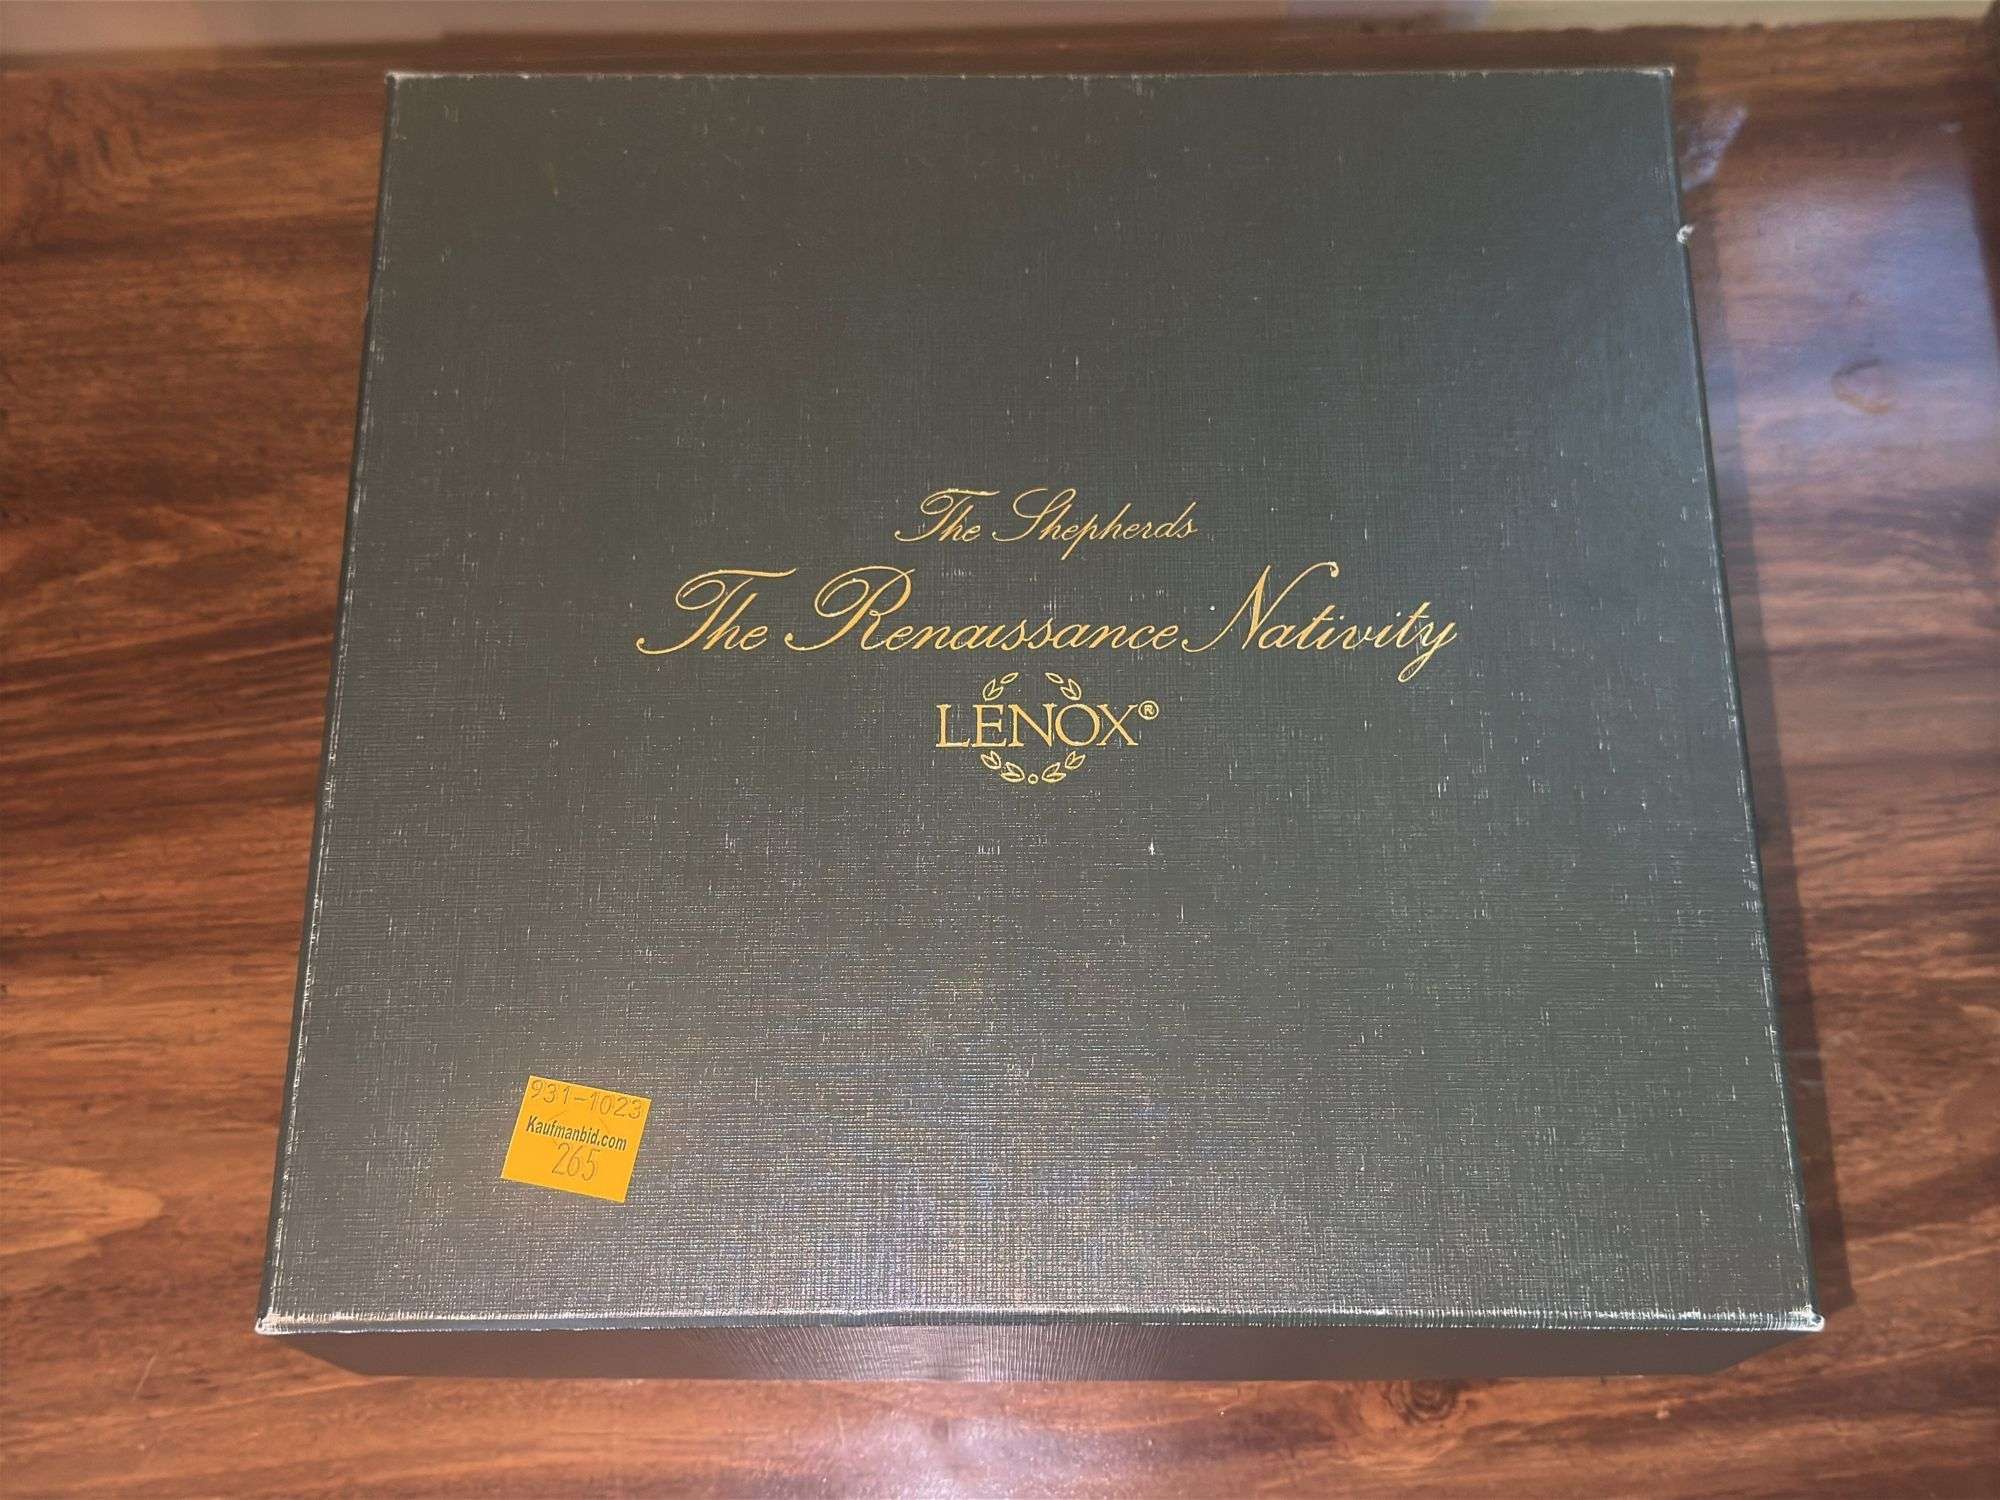 The Shepherds
The Renaissance Nativity
LENOX®
931-1023
Kaufmanbid.com
265